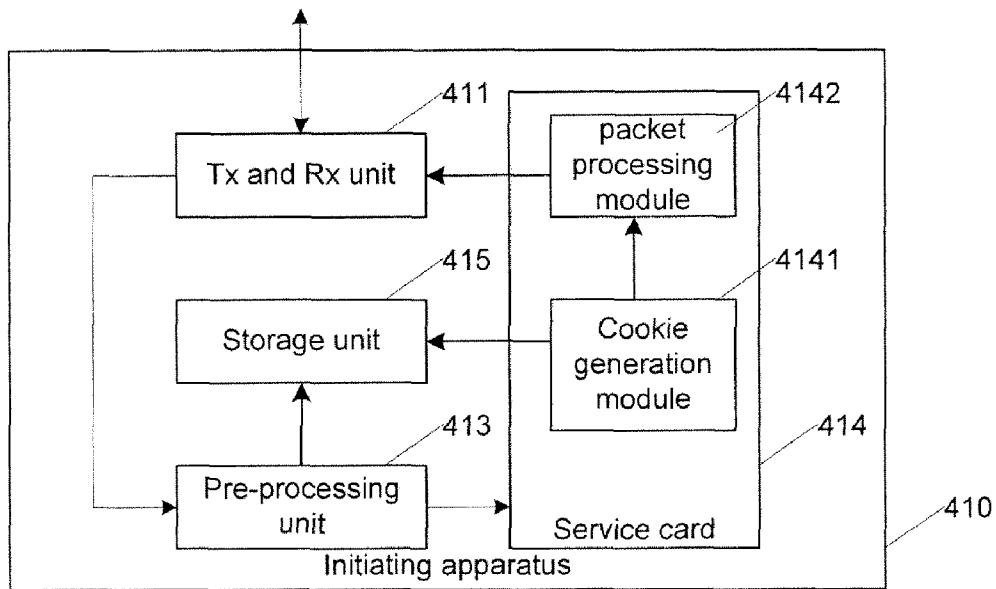 411
4142
Tx and Rx unit
packet
processing
module
415
4141
Storage unit
Cookie
generation
module
413
414
Pre-processing
unit
Service card
410
Initiating apparatus